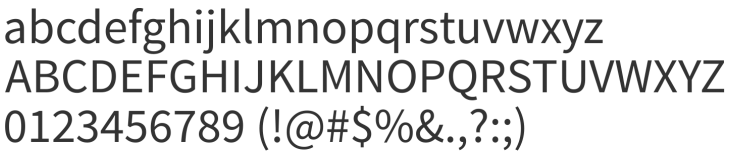 abcdefghijklmnopqrstuvwxyz
ABCDEFGHIJKLMNOPQRSTUVWXYZ
0123456789 (!@#$%&.,?:;)